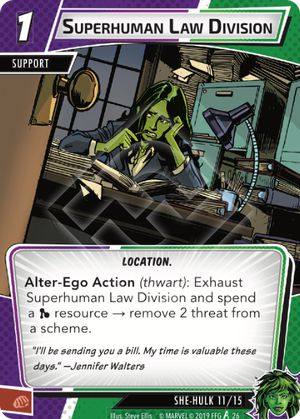 1
SUPERHUMAN LAW DIVISION
SUPPORT
LOCATION.
Alter-Ego Action (thwart): Exhaust
Superhuman Law Division and spend
a resource → remove 2 threat from
a scheme.
"I'll be sending you a bill. My time is valuable these
days." —Jennifer Walters
SHE-HULK 11/15
Illus. Steve Ellis © MARVEL © 2019 FFG 26